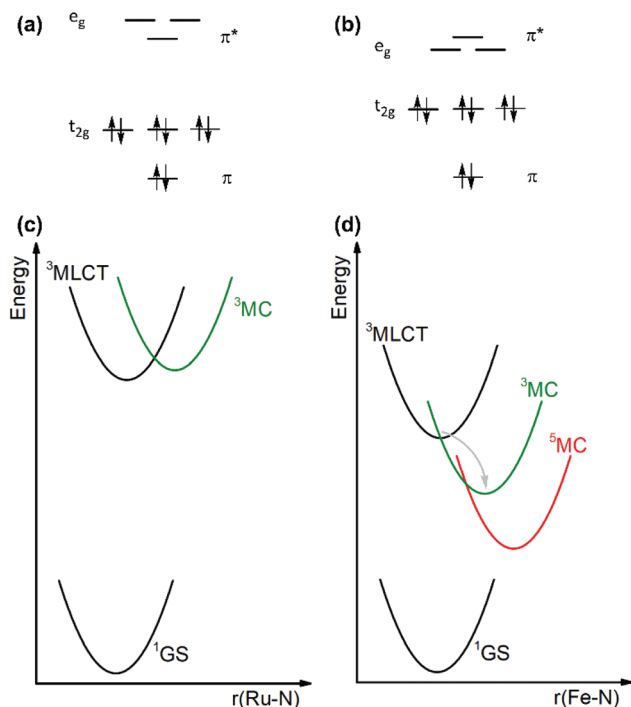 (a)
e_g
π*
t_2g
π
(b)
π*
e_g
t_2g
π
(c)
Energy
³MLCT
³MC
¹GS
r(Ru-N)
(d)
Energy
³MLCT
³MC
⁵MC
¹GS
r(Fe-N)